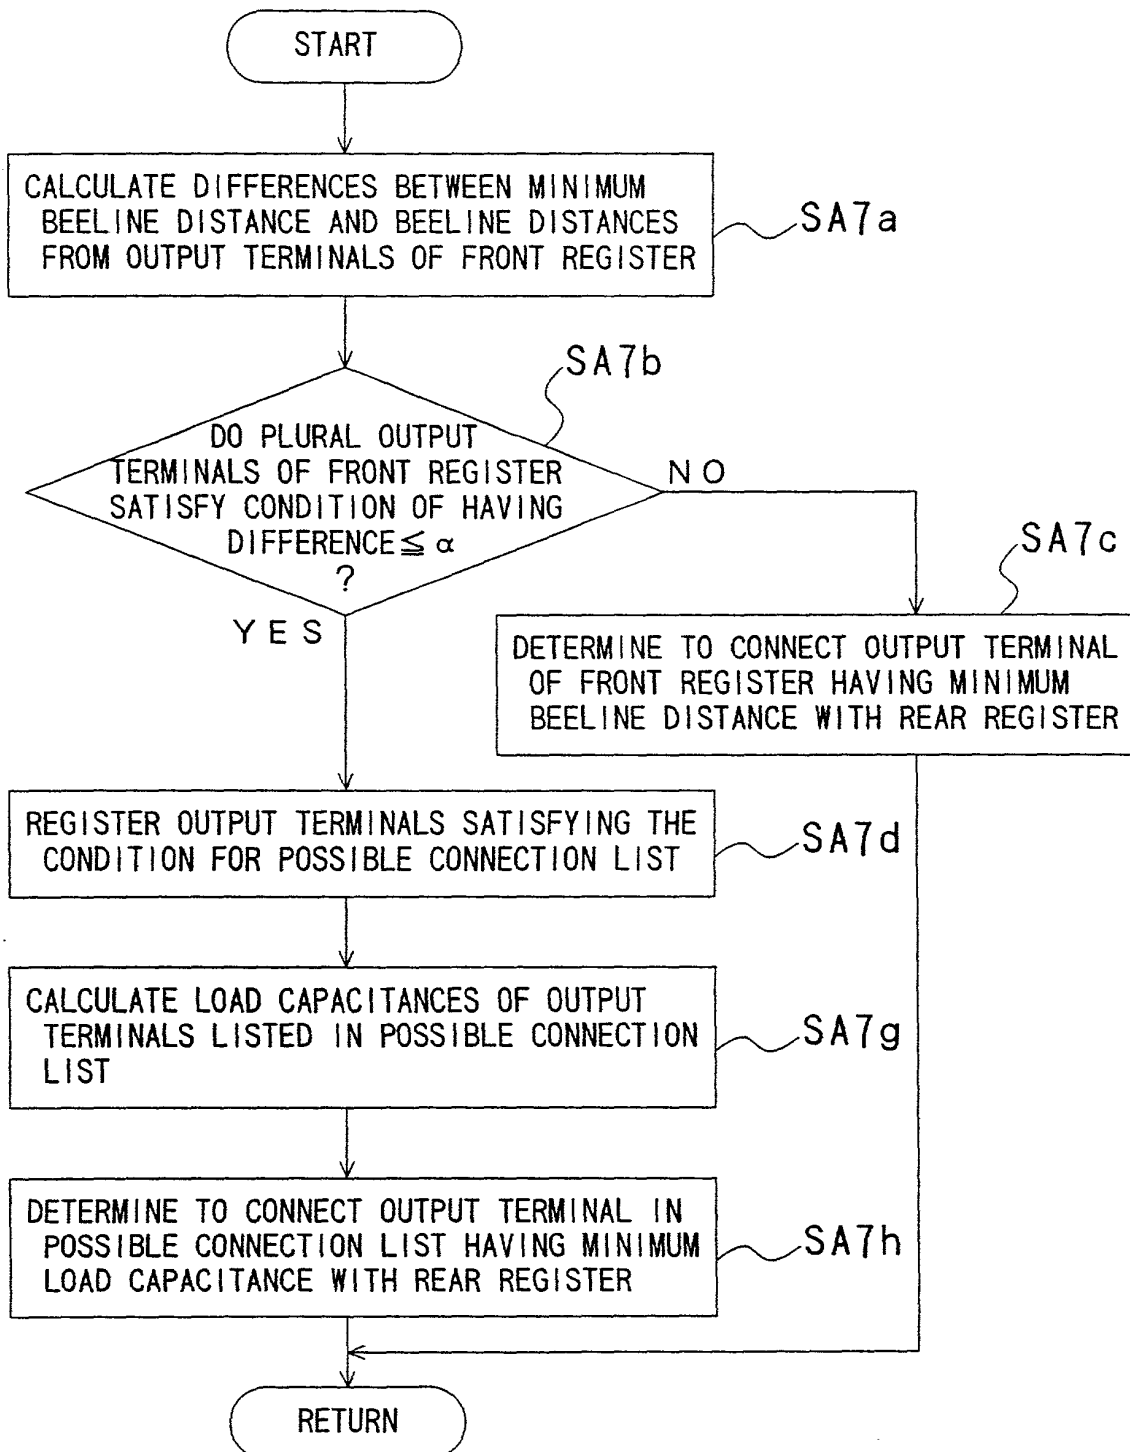 START
CALCULATE DIFFERENCES BETWEEN MINIMUM
BEELINE DISTANCE AND BEELINE DISTANCES
FROM OUTPUT TERMINALS OF FRONT REGISTER
SA7a
SA7b
DO PLURAL OUTPUT
TERMINALS OF FRONT REGISTER
SATISFY CONDITION OF HAVING
DIFFERENCE ≦ α
?
NO
YES
SA7c
DETERMINE TO CONNECT OUTPUT TERMINAL
OF FRONT REGISTER HAVING MINIMUM
BEELINE DISTANCE WITH REAR REGISTER
REGISTER OUTPUT TERMINALS SATISFYING THE
CONDITION FOR POSSIBLE CONNECTION LIST
SA7d
CALCULATE LOAD CAPACITANCES OF OUTPUT
TERMINALS LISTED IN POSSIBLE CONNECTION
LIST
SA7g
DETERMINE TO CONNECT OUTPUT TERMINAL IN
POSSIBLE CONNECTION LIST HAVING MINIMUM
LOAD CAPACITANCE WITH REAR REGISTER
SA7h
RETURN